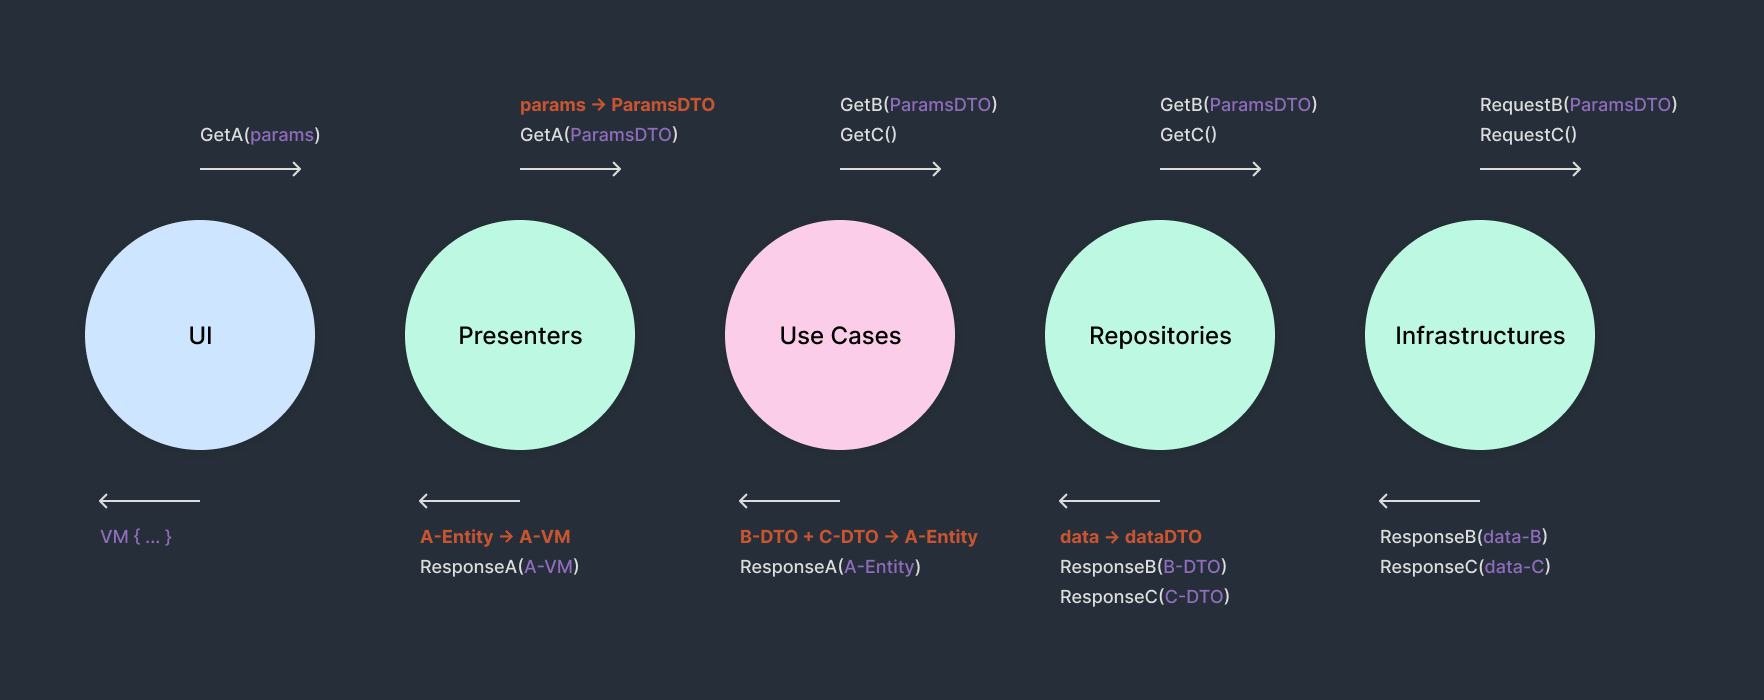 params → ParamsDTO
GetB(ParamsDTO)
GetB(ParamsDTO)
RequestB(ParamsDTO)
GetA(params)
GetA(ParamsDTO)
GetC()
GetC()
RequestC()
UI
Presenters
Use Cases
Repositories
Infrastructures
VM { ... }
A-Entity → A-VM
B-DTO + C-DTO → A-Entity
data → dataDTO
ResponseB(data-B)
ResponseA(A-VM)
ResponseA(A-Entity)
ResponseB(B-DTO)
ResponseC(data-C)
ResponseC(C-DTO)